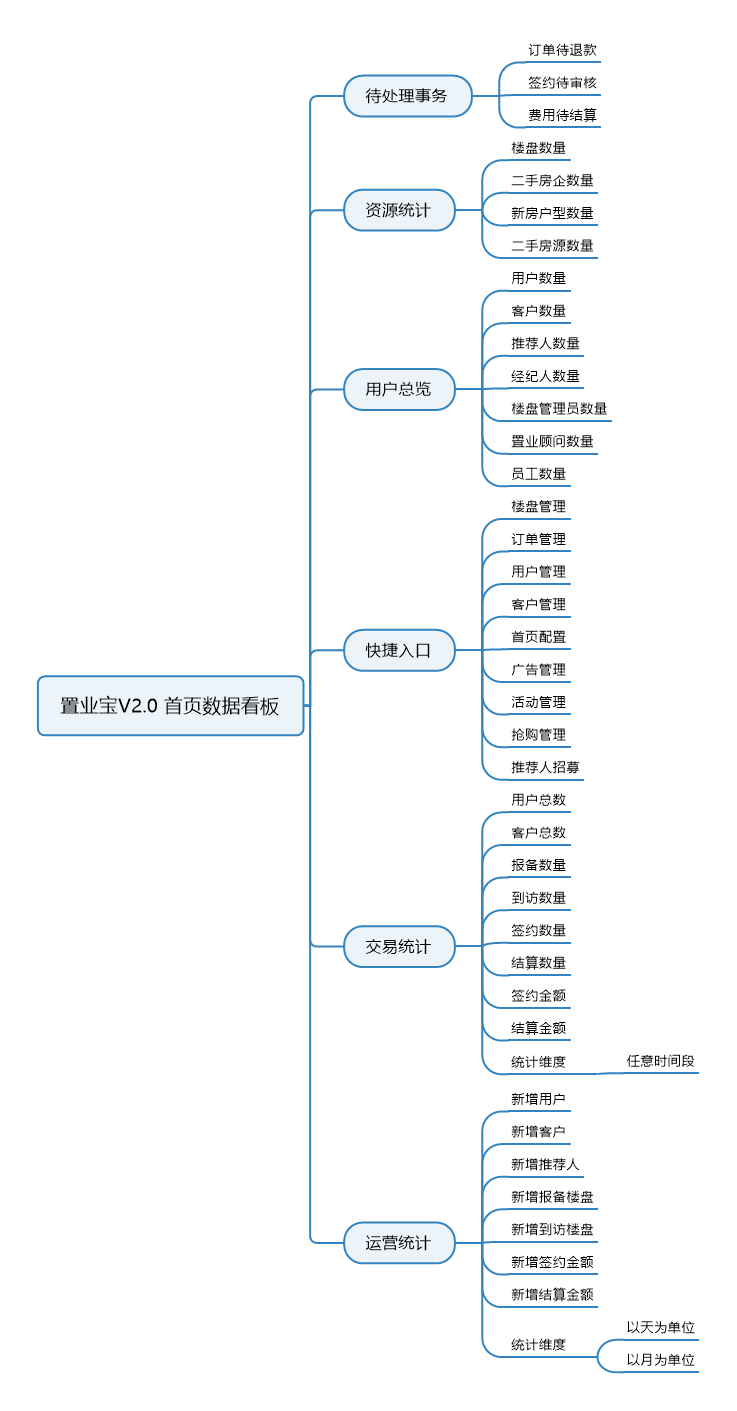 置业宝V2.0 首页数据看板
待处理事务
订单待退款
签约待审核
费用待结算
资源统计
楼盘数量
二手房企数量
新房户型数量
二手房源数量
用户总览
用户数量
客户数量
推荐人数量
经纪人数量
楼盘管理员数量
置业顾问数量
员工数量
快捷入口
楼盘管理
订单管理
用户管理
客户管理
首页配置
广告管理
活动管理
抢购管理
推荐人招募
交易统计
用户总数
客户总数
报备数量
到访数量
签约数量
结算数量
签约金额
结算金额
统计维度
任意时间段
运营统计
新增用户
新增客户
新增推荐人
新增报备楼盘
新增到访楼盘
新增签约金额
新增结算金额
统计维度
以天为单位
以月为单位